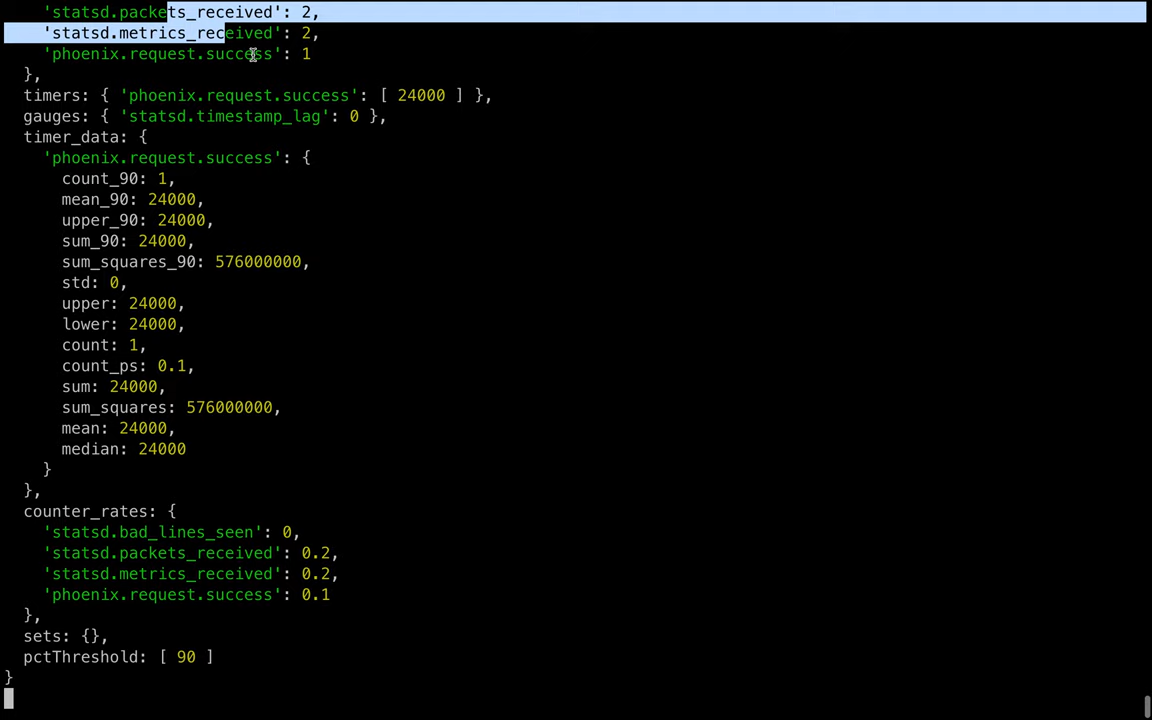 'statsd.packets_received': 2,
'statsd.metrics_received': 2,
'phoenix.request.success': 1
},
timers: { 'phoenix.request.success': [ 24000 ] },
gauges: { 'statsd.timestamp_lag': 0 },
timer_data: {
'phoenix.request.success': {
count_90: 1,
mean_90: 24000,
upper_90: 24000,
sum_90: 24000,
sum_squares_90: 576000000,
std: 0,
upper: 24000,
lower: 24000,
count: 1,
count_ps: 0.1,
sum: 24000,
sum_squares: 576000000,
mean: 24000,
median: 24000
}
},
counter_rates: {
'statsd.bad_lines_seen': 0,
'statsd.packets_received': 0.2,
'statsd.metrics_received': 0.2,
'phoenix.request.success': 0.1
},
sets: {},
pctThreshold: [ 90 ]
}